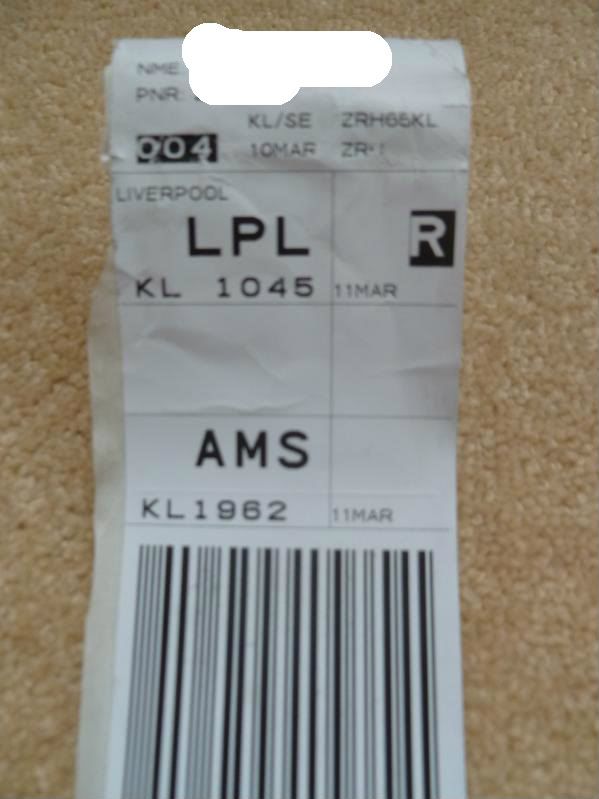 NME
PNR:
KL/SE ZRH66KL
004 10MAR
LIVERPOOL
LPL R
KL 1045 11MAR
AMS
KL1962 11MAR